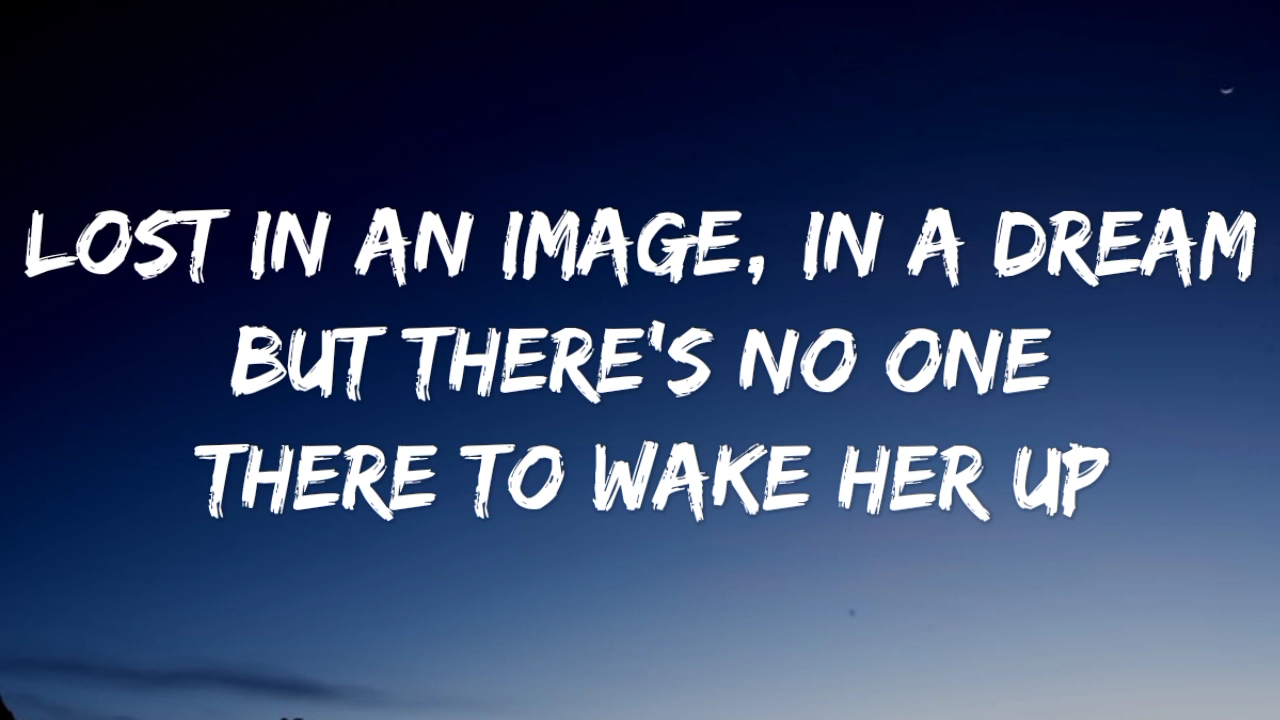 LOST IN AN IMAGE, IN A DREAM
BUT THERE'S NO ONE
THERE TO WAKE HER UP